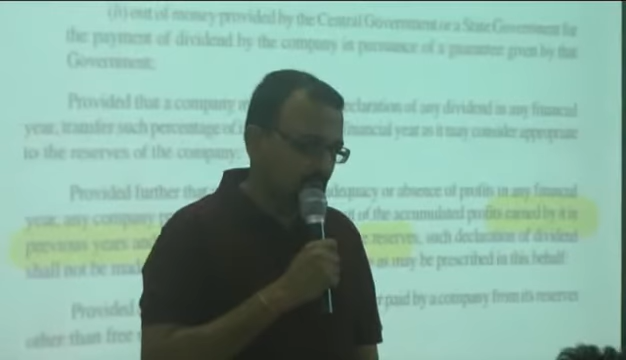 (b) out of money provided by the Central Government or a State Government for
the payment of dividend by the company in pursuance of a guarantee given by that
Government:
Provided that a company declaration of any dividend in any financial
year, transfer such percentage of financial year as it may consider appropriate
to the reserves of the company:
Provided further that adequacy or absence of profits in any financial
year, any company of the accumulated profits earned by it in
previous years and reserves, such declaration of dividend
shall not be made as may be prescribed in this behalf:
Provided paid by a company from its reserves
other than free